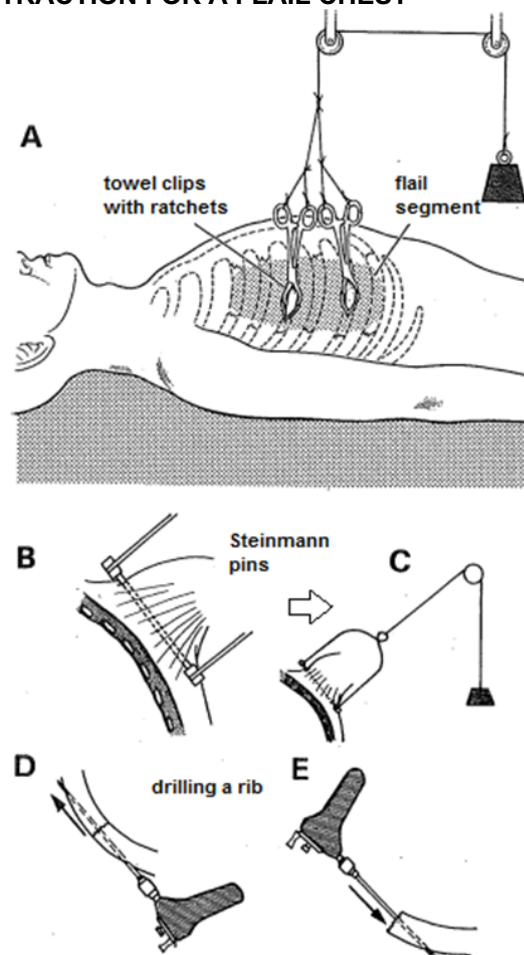 TRACTION FOR A FLAIL CHEST
A
towel clips
with ratchets
flail
segment
B
Steinmann
pins
C
D
drilling a rib
E